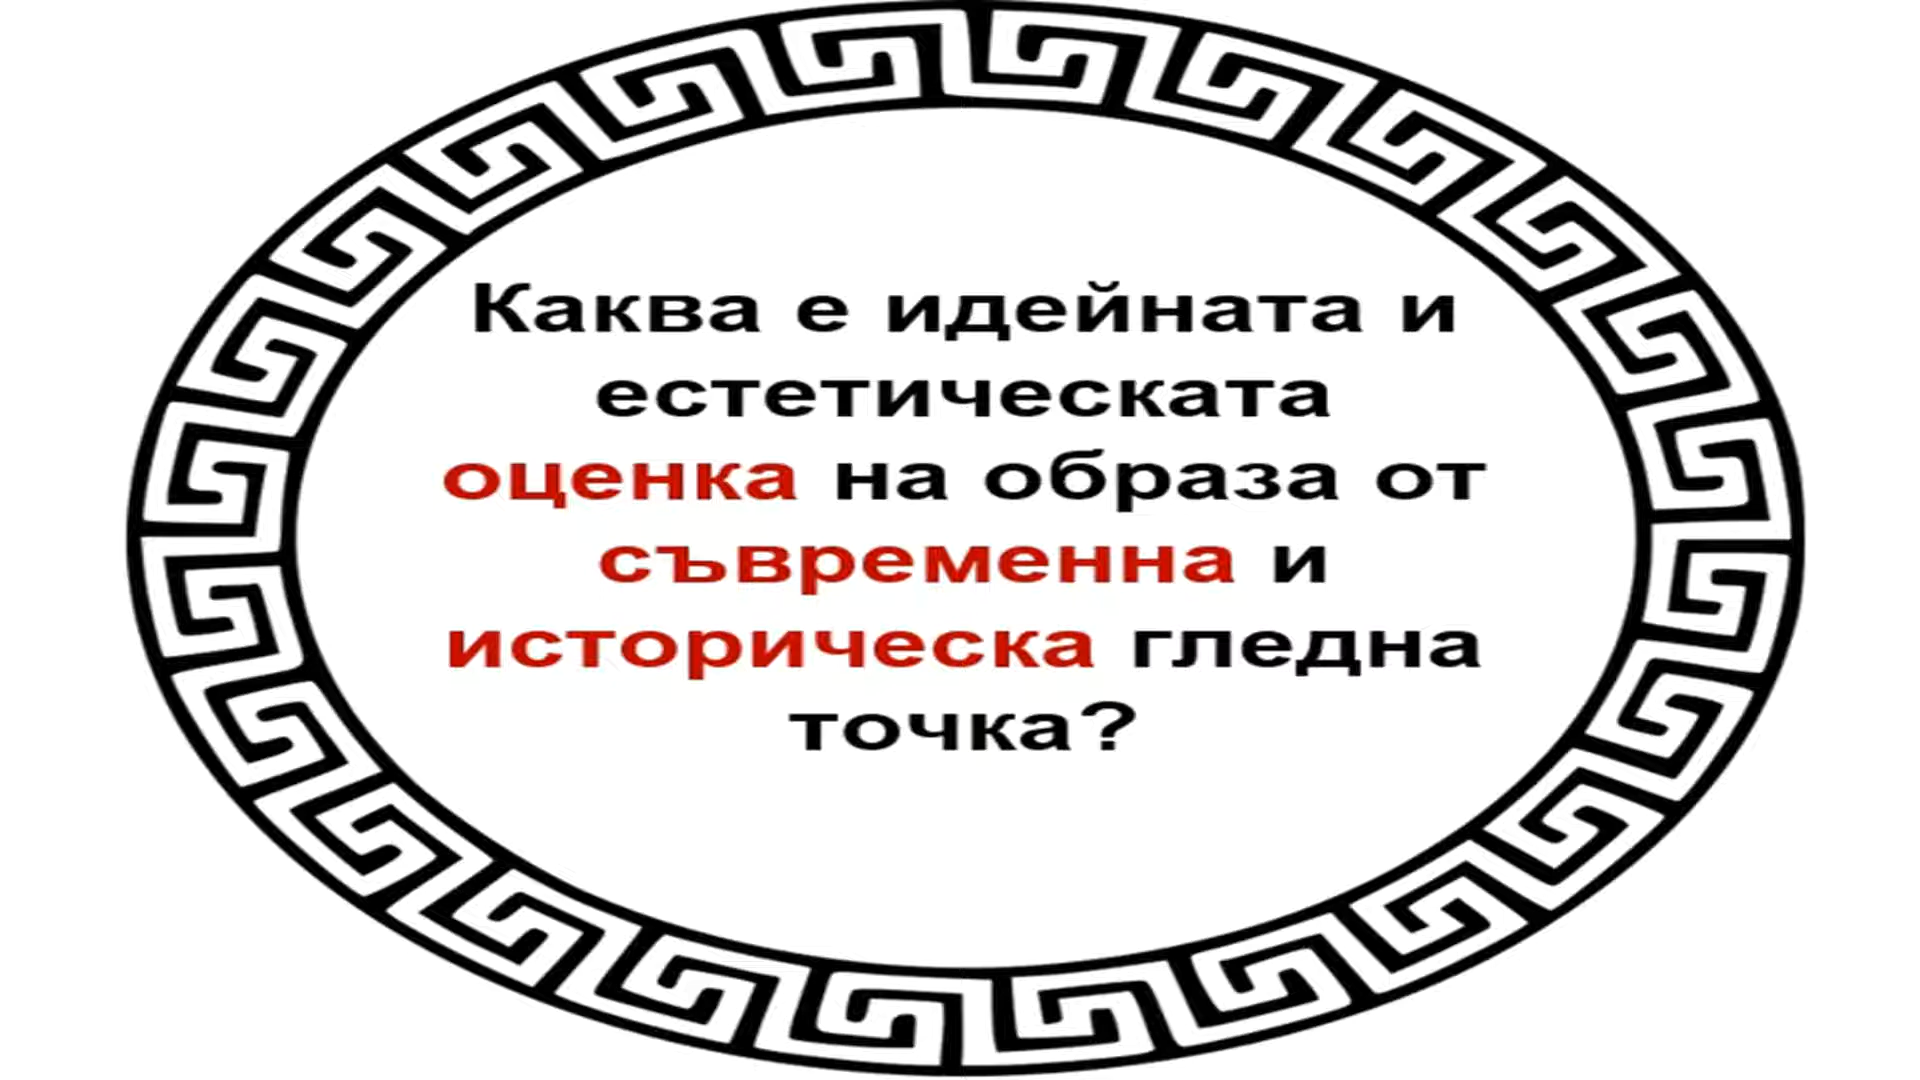 Каква е идейната и
естетическата
оценка на образа от
съвременна и
историческа гледна
точка?